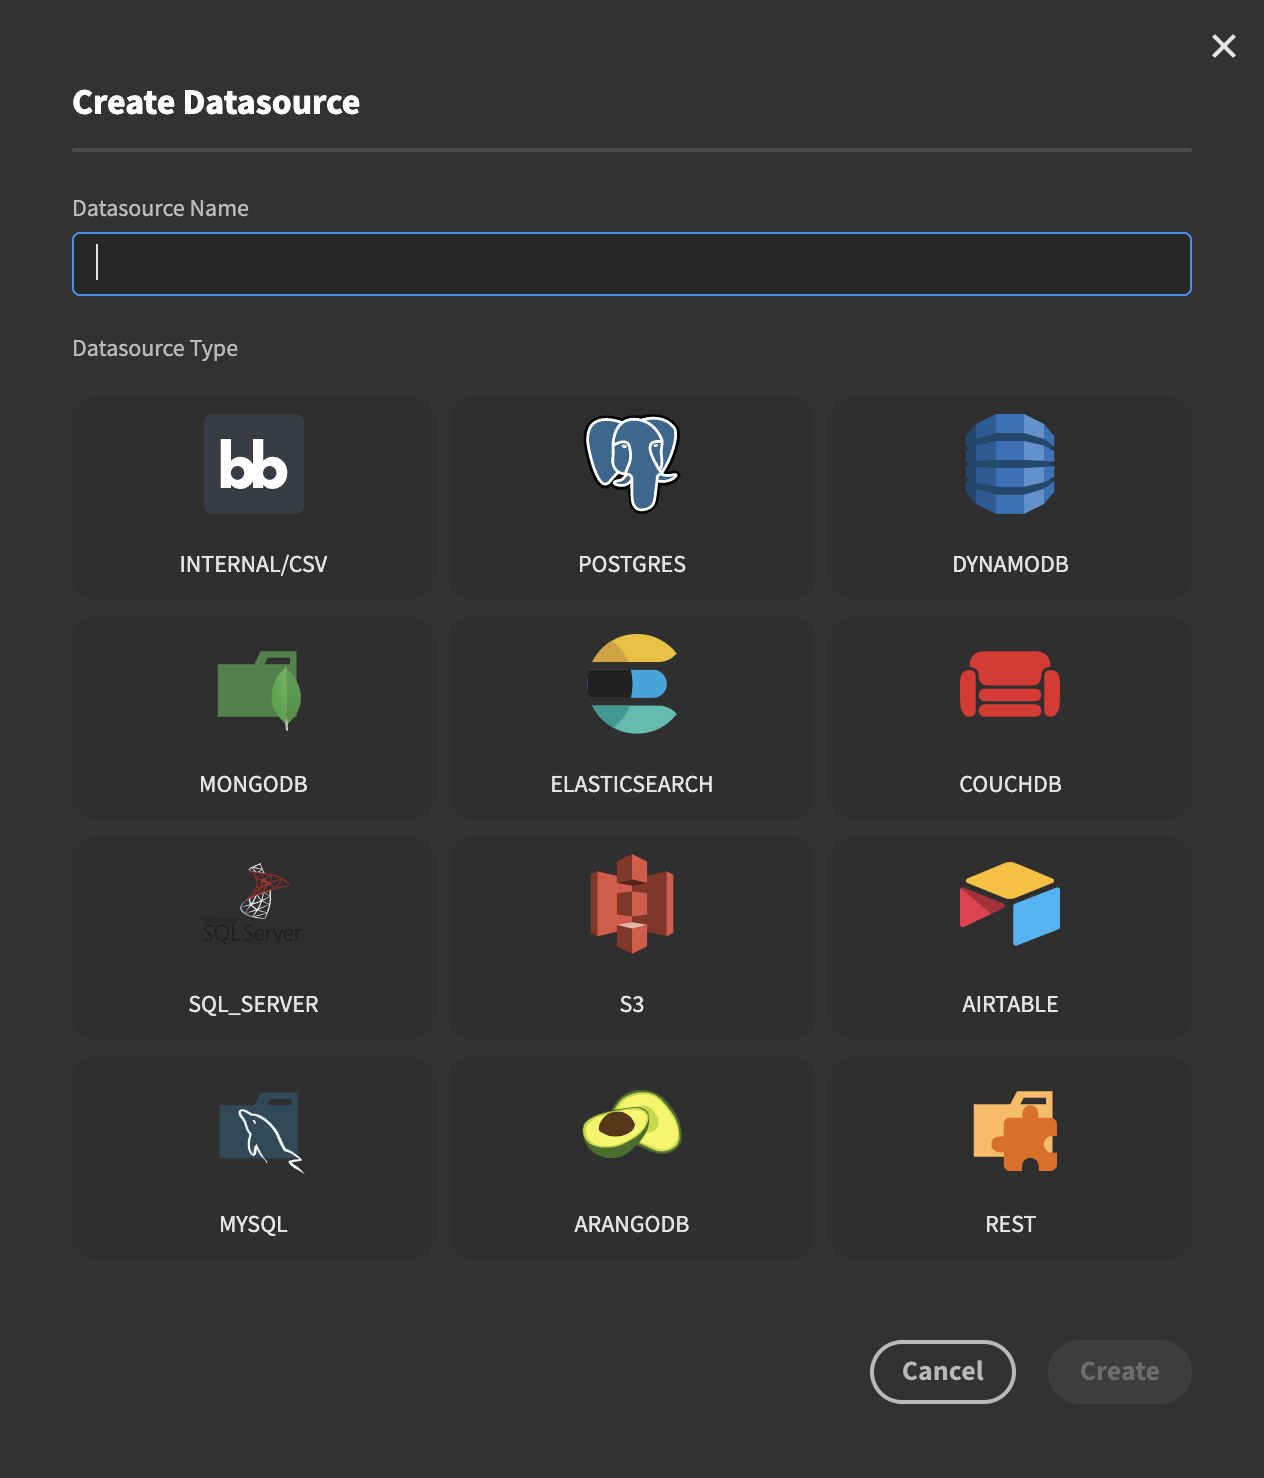 Create Datasource
Datasource Name
Datasource Type
bb
INTERNAL/CSV
POSTGRES
DYNAMODB
MONGODB
ELASTICSEARCH
COUCHDB
Microsoft
SQL Server
SQL_SERVER
S3
AIRTABLE
MYSQL
ARANGODB
REST
Cancel
Create